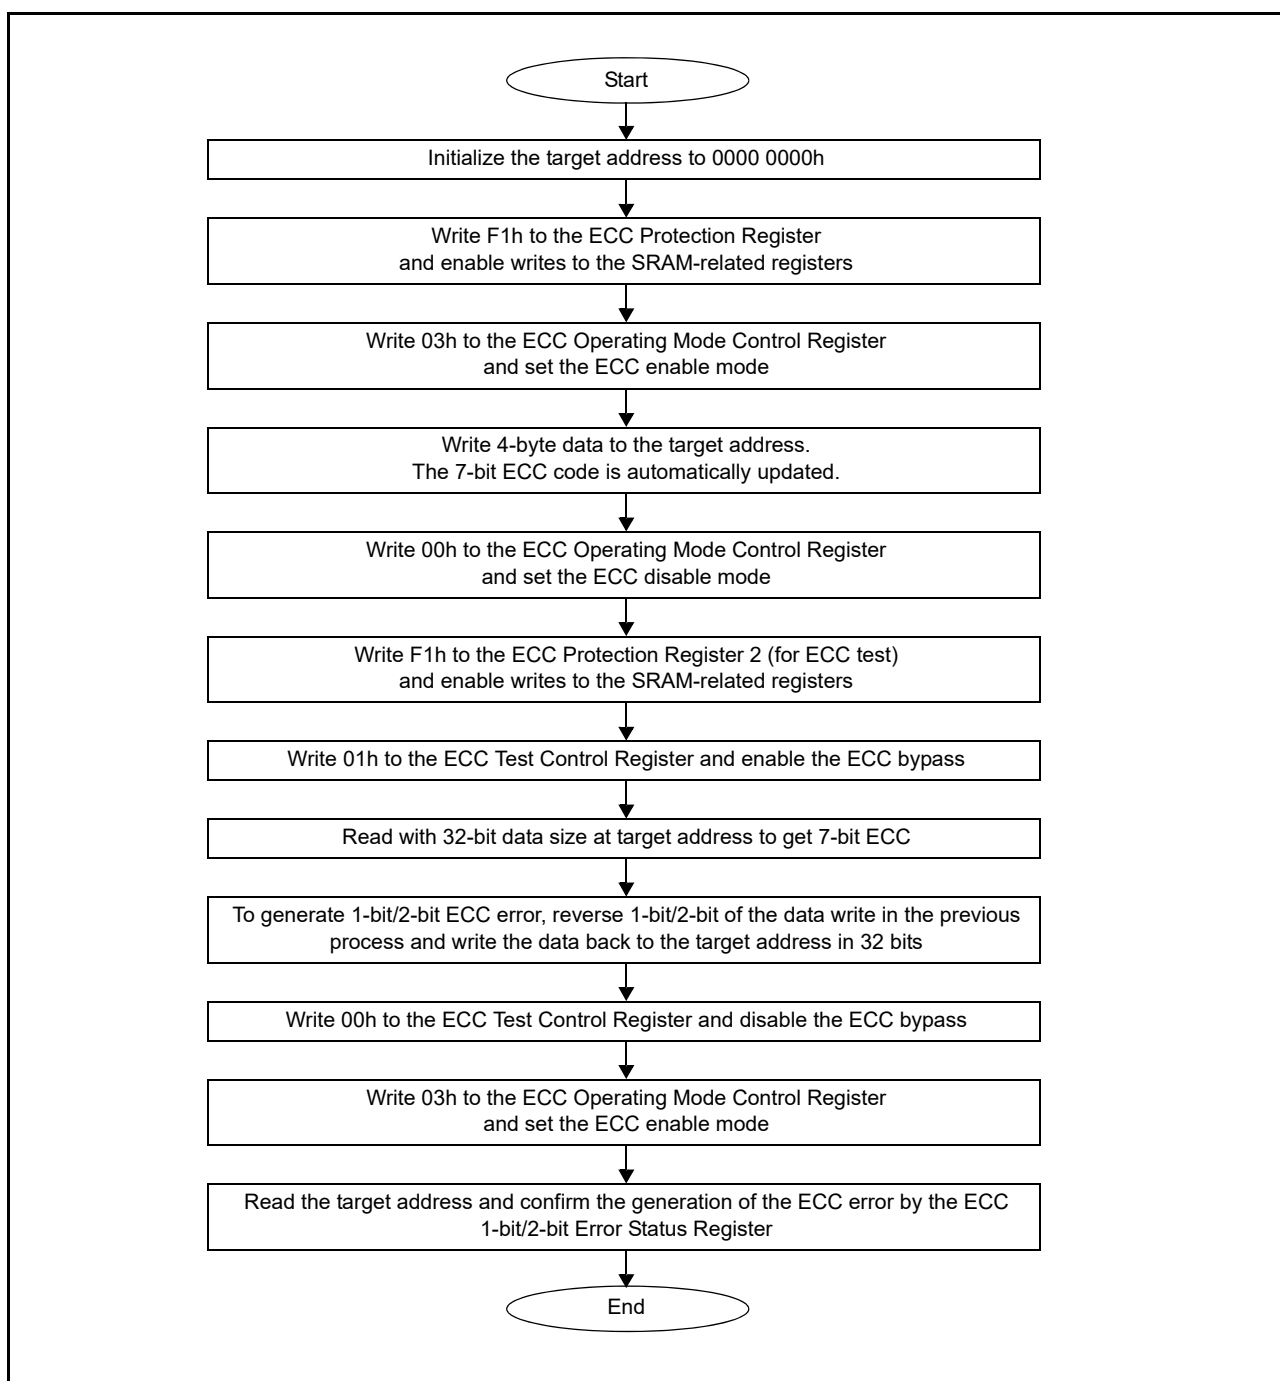 Start
Initialize the target address to 0000 0000h
Write F1h to the ECC Protection Register
and enable writes to the SRAM-related registers
Write 03h to the ECC Operating Mode Control Register
and set the ECC enable mode
Write 4-byte data to the target address.
The 7-bit ECC code is automatically updated.
Write 00h to the ECC Operating Mode Control Register
and set the ECC disable mode
Write F1h to the ECC Protection Register 2 (for ECC test)
and enable writes to the SRAM-related registers
Write 01h to the ECC Test Control Register and enable the ECC bypass
Read with 32-bit data size at target address to get 7-bit ECC
To generate 1-bit/2-bit ECC error, reverse 1-bit/2-bit of the data write in the previous
process and write the data back to the target address in 32 bits
Write 00h to the ECC Test Control Register and disable the ECC bypass
Write 03h to the ECC Operating Mode Control Register
and set the ECC enable mode
Read the target address and confirm the generation of the ECC error by the ECC
1-bit/2-bit Error Status Register
End